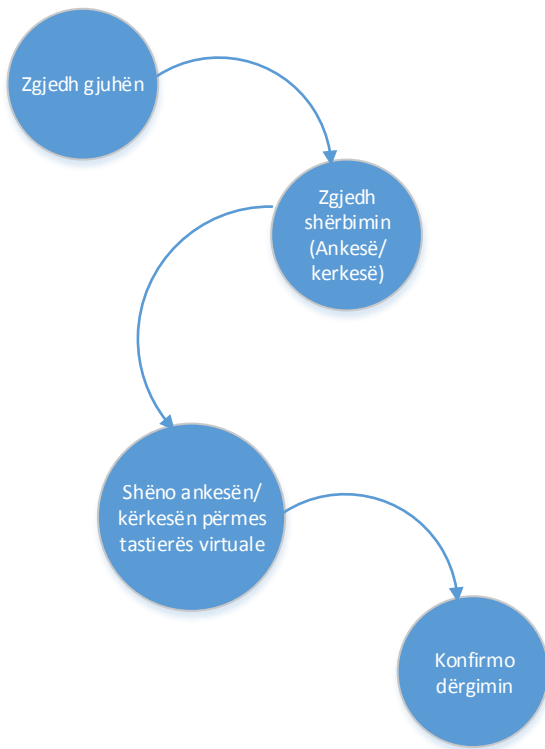 Zgjedh gjuhën
Zgjedh
shërbimin
(Ankesë/
kerkesë)
Shëno ankesën/
kërkesën përmes
tastierës virtuale
Konfirmo
dërgimin